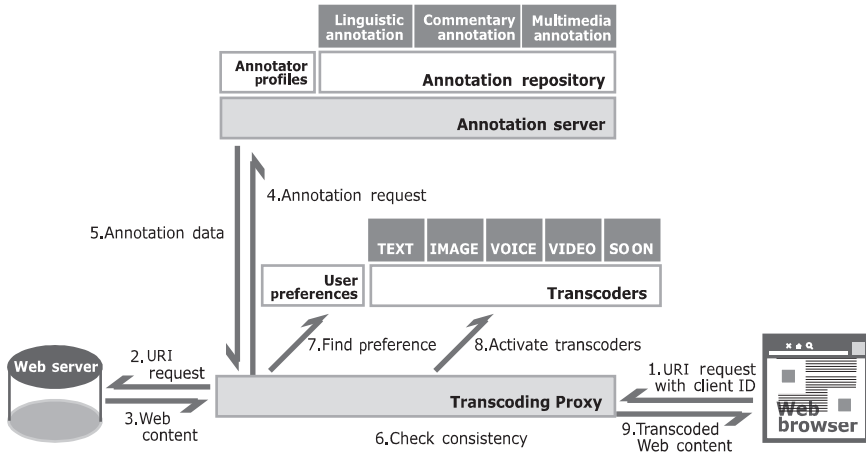 Linguistic annotation
Commentary annotation
Multimedia annotation
Annotator profiles
Annotation repository
Annotation server
4.Annotation request
5.Annotation data
TEXT
IMAGE
VOICE
VIDEO
SO ON
User preferences
Transcoders
7.Find preference
8.Activate transcoders
Web server
2.URI request
3.Web content
Transcoding Proxy
6.Check consistency
1.URI request with client ID
9.Transcoded Web content
Web browser